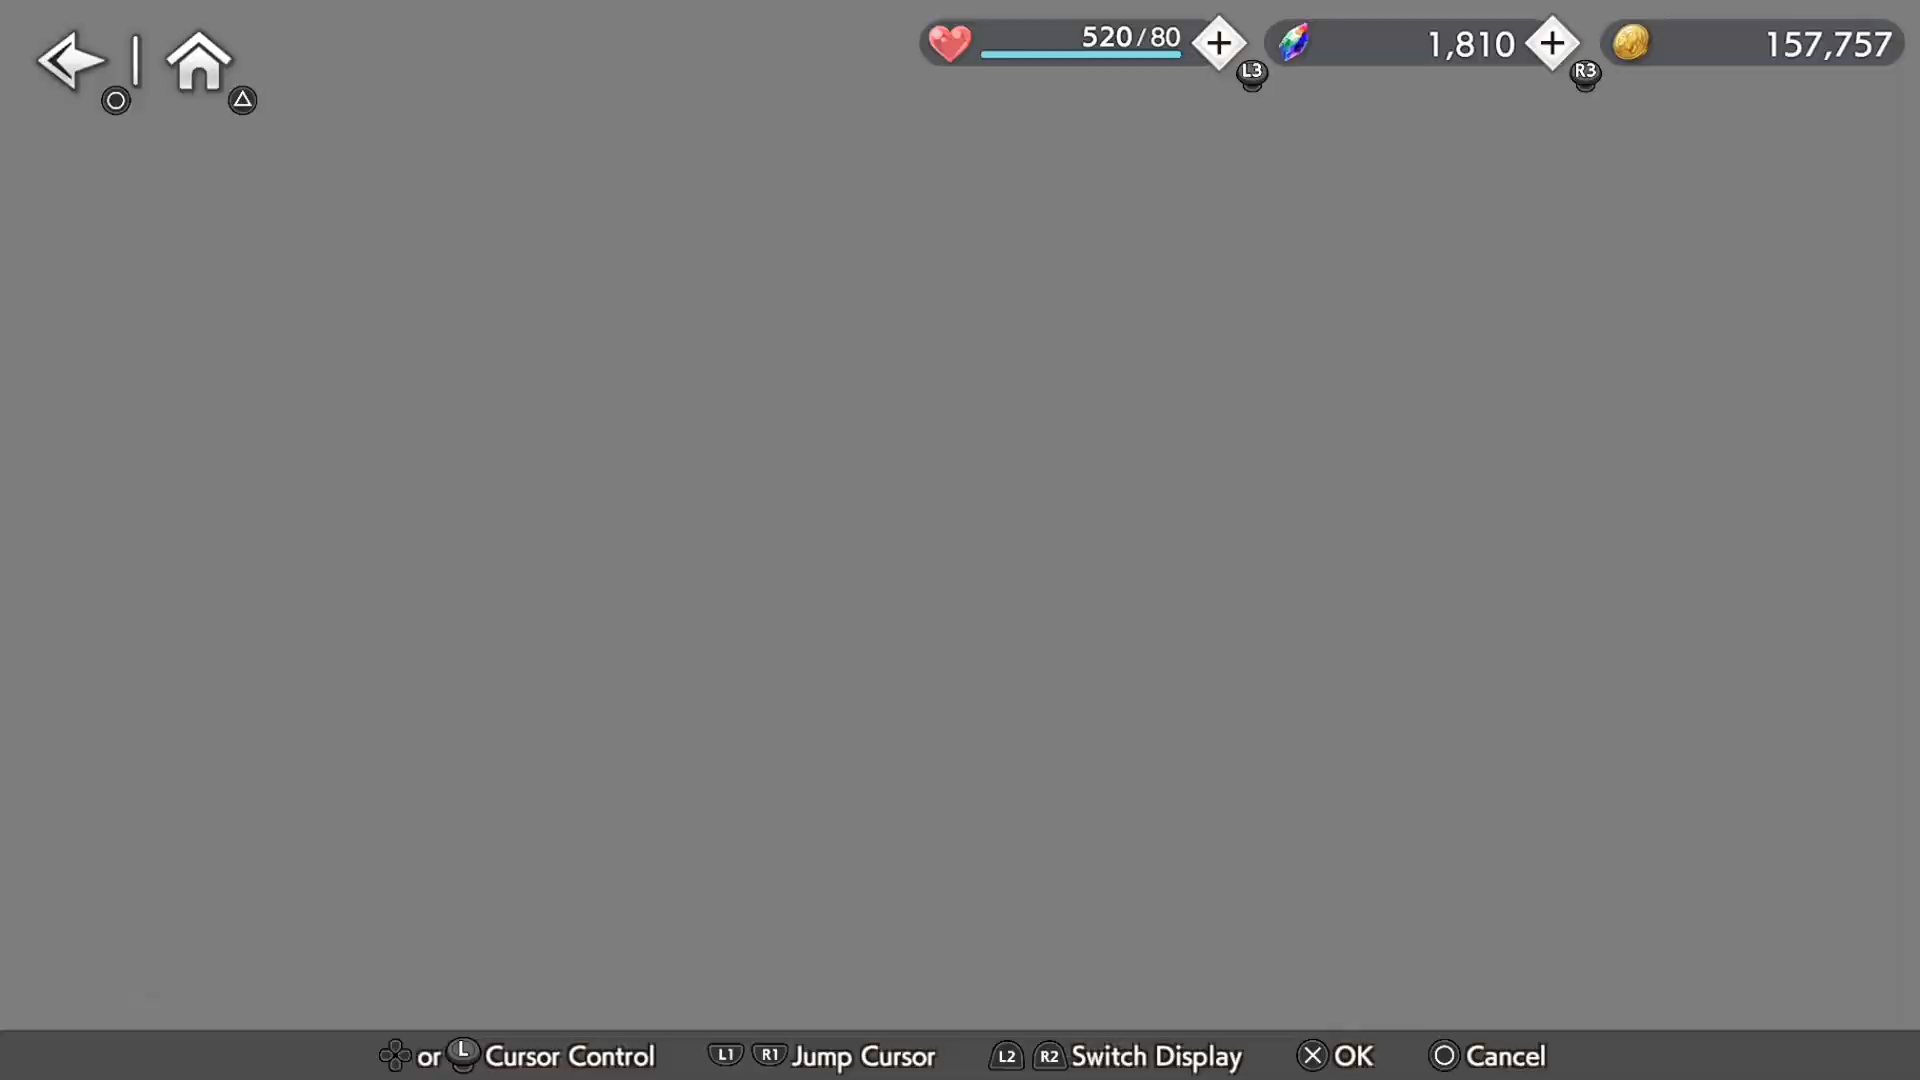 520/80
1,810
157,757
L3
R3
or L Cursor Control L1 R1 Jump Cursor L2 R2 Switch Display OK Cancel